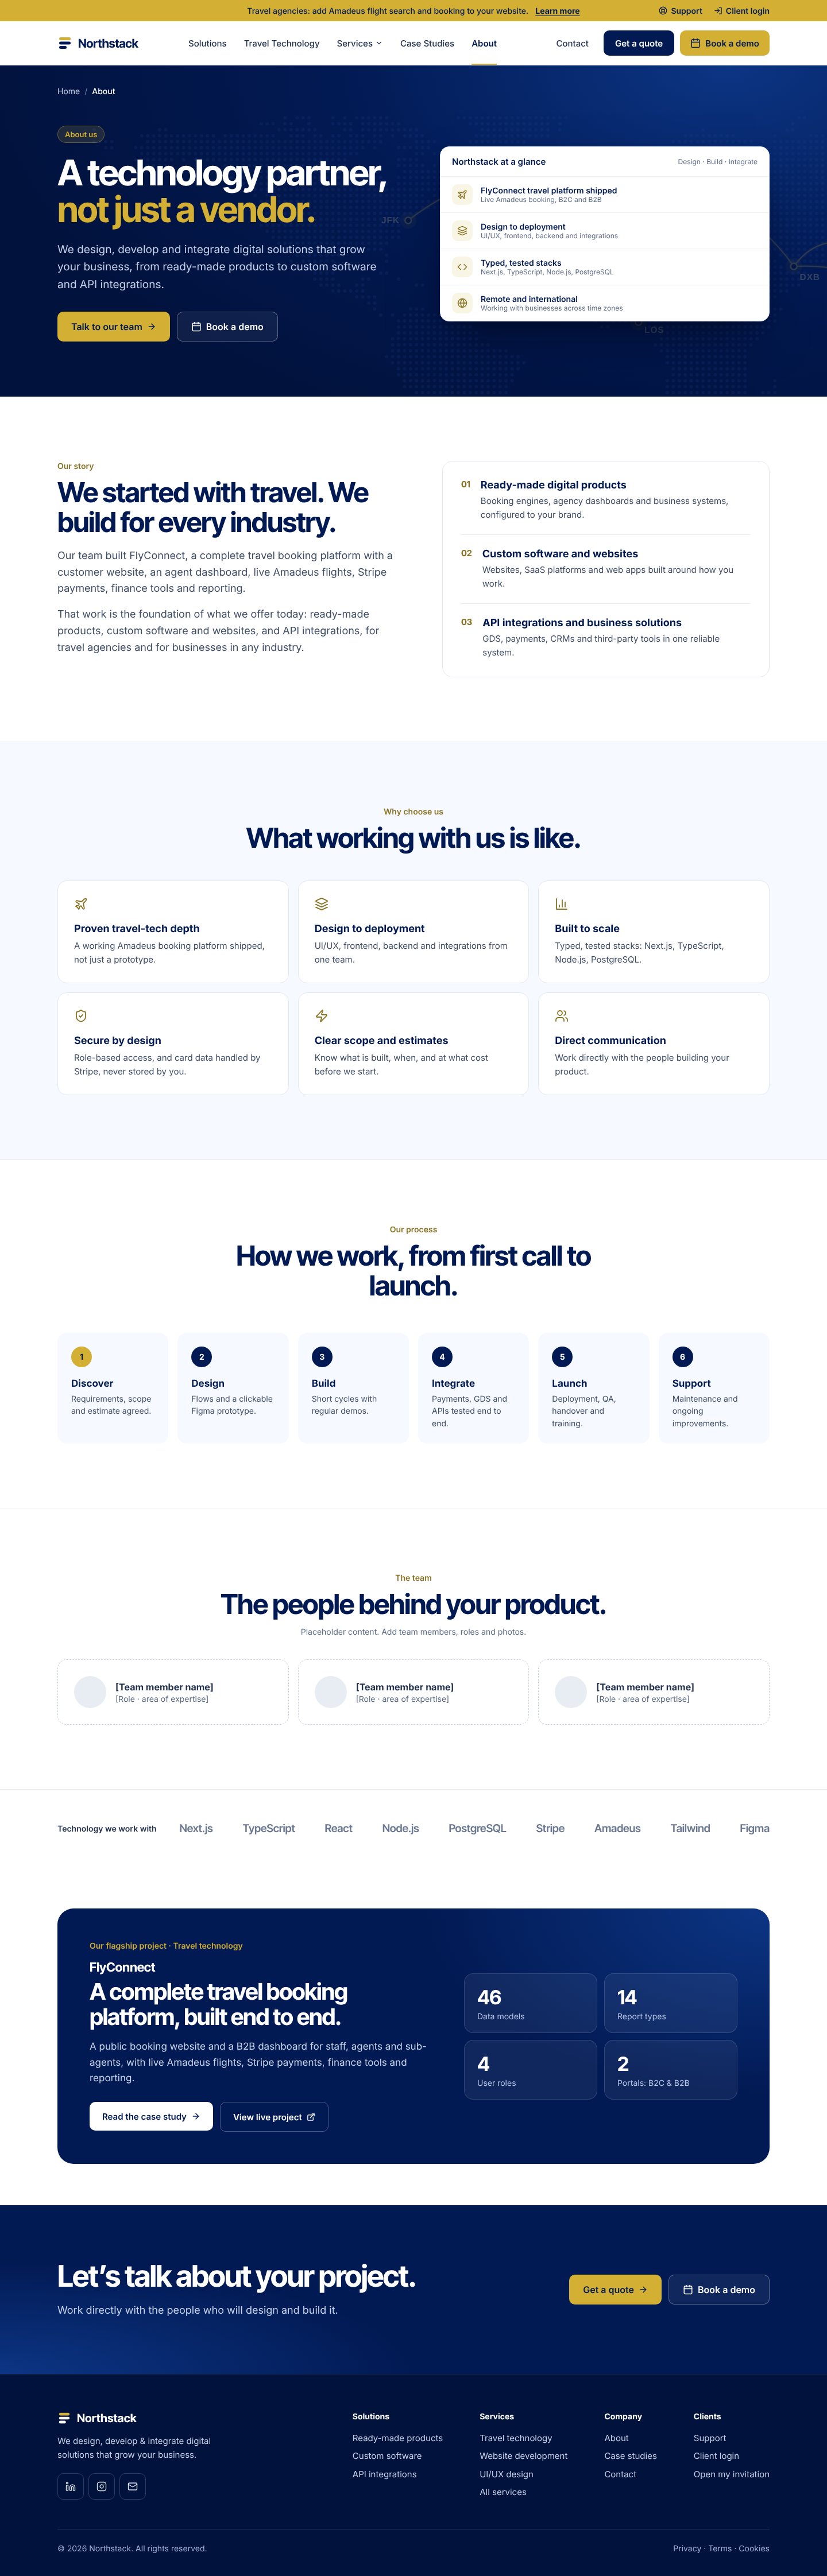 Travel agencies: add Amadeus flight search and booking to your website. Learn more
Support
Client login
Northstack
Solutions
Travel Technology
Services
Case Studies
About
Contact
Get a quote
Book a demo
Home / About
About us
A technology partner,
not just a vendor.
We design, develop and integrate digital solutions that grow
your business, from ready-made products to custom software
and API integrations.
Talk to our team
Book a demo
JFK
DXB
LOS
Northstack at a glance
Design · Build · Integrate
FlyConnect travel platform shipped
Live Amadeus booking, B2C and B2B
Design to deployment
UI/UX, frontend, backend and integrations
Typed, tested stacks
Next.js, TypeScript, Node.js, PostgreSQL
Remote and international
Working with businesses across time zones
Our story
We started with travel. We
build for every industry.
Our team built FlyConnect, a complete travel booking platform with a
customer website, an agent dashboard, live Amadeus flights, Stripe
payments, finance tools and reporting.
That work is the foundation of what we offer today: ready-made
products, custom software and websites, and API integrations, for
travel agencies and for businesses in any industry.
01 Ready-made digital products
Booking engines, agency dashboards and business systems,
configured to your brand.
02 Custom software and websites
Websites, SaaS platforms and web apps built around how you
work.
03 API integrations and business solutions
GDS, payments, CRMs and third-party tools in one reliable
system.
Why choose us
What working with us is like.
Proven travel-tech depth
A working Amadeus booking platform shipped,
not just a prototype.
Design to deployment
UI/UX, frontend, backend and integrations from
one team.
Built to scale
Typed, tested stacks: Next.js, TypeScript,
Node.js, PostgreSQL.
Secure by design
Role-based access, and card data handled by
Stripe, never stored by you.
Clear scope and estimates
Know what is built, when, and at what cost
before we start.
Direct communication
Work directly with the people building your
product.
Our process
How we work, from first call to
launch.
1
Discover
Requirements, scope
and estimate agreed.
2
Design
Flows and a clickable
Figma prototype.
3
Build
Short cycles with
regular demos.
4
Integrate
Payments, GDS and
APIs tested end to
end.
5
Launch
Deployment, QA,
handover and
training.
6
Support
Maintenance and
ongoing
improvements.
The team
The people behind your product.
Placeholder content. Add team members, roles and photos.
[Team member name]
[Role · area of expertise]
[Team member name]
[Role · area of expertise]
[Team member name]
[Role · area of expertise]
Technology we work with
Next.js
TypeScript
React
Node.js
PostgreSQL
Stripe
Amadeus
Tailwind
Figma
Our flagship project · Travel technology
FlyConnect
A complete travel booking
platform, built end to end.
A public booking website and a B2B dashboard for staff, agents and sub-
agents, with live Amadeus flights, Stripe payments, finance tools and
reporting.
Read the case study
View live project
46
Data models
14
Report types
4
User roles
2
Portals: B2C & B2B
Let’s talk about your project.
Work directly with the people who will design and build it.
Get a quote
Book a demo
Northstack
We design, develop & integrate digital
solutions that grow your business.
Solutions
Ready-made products
Custom software
API integrations
Services
Travel technology
Website development
UI/UX design
All services
Company
About
Case studies
Contact
Clients
Support
Client login
Open my invitation
© 2026 Northstack. All rights reserved.
Privacy · Terms · Cookies